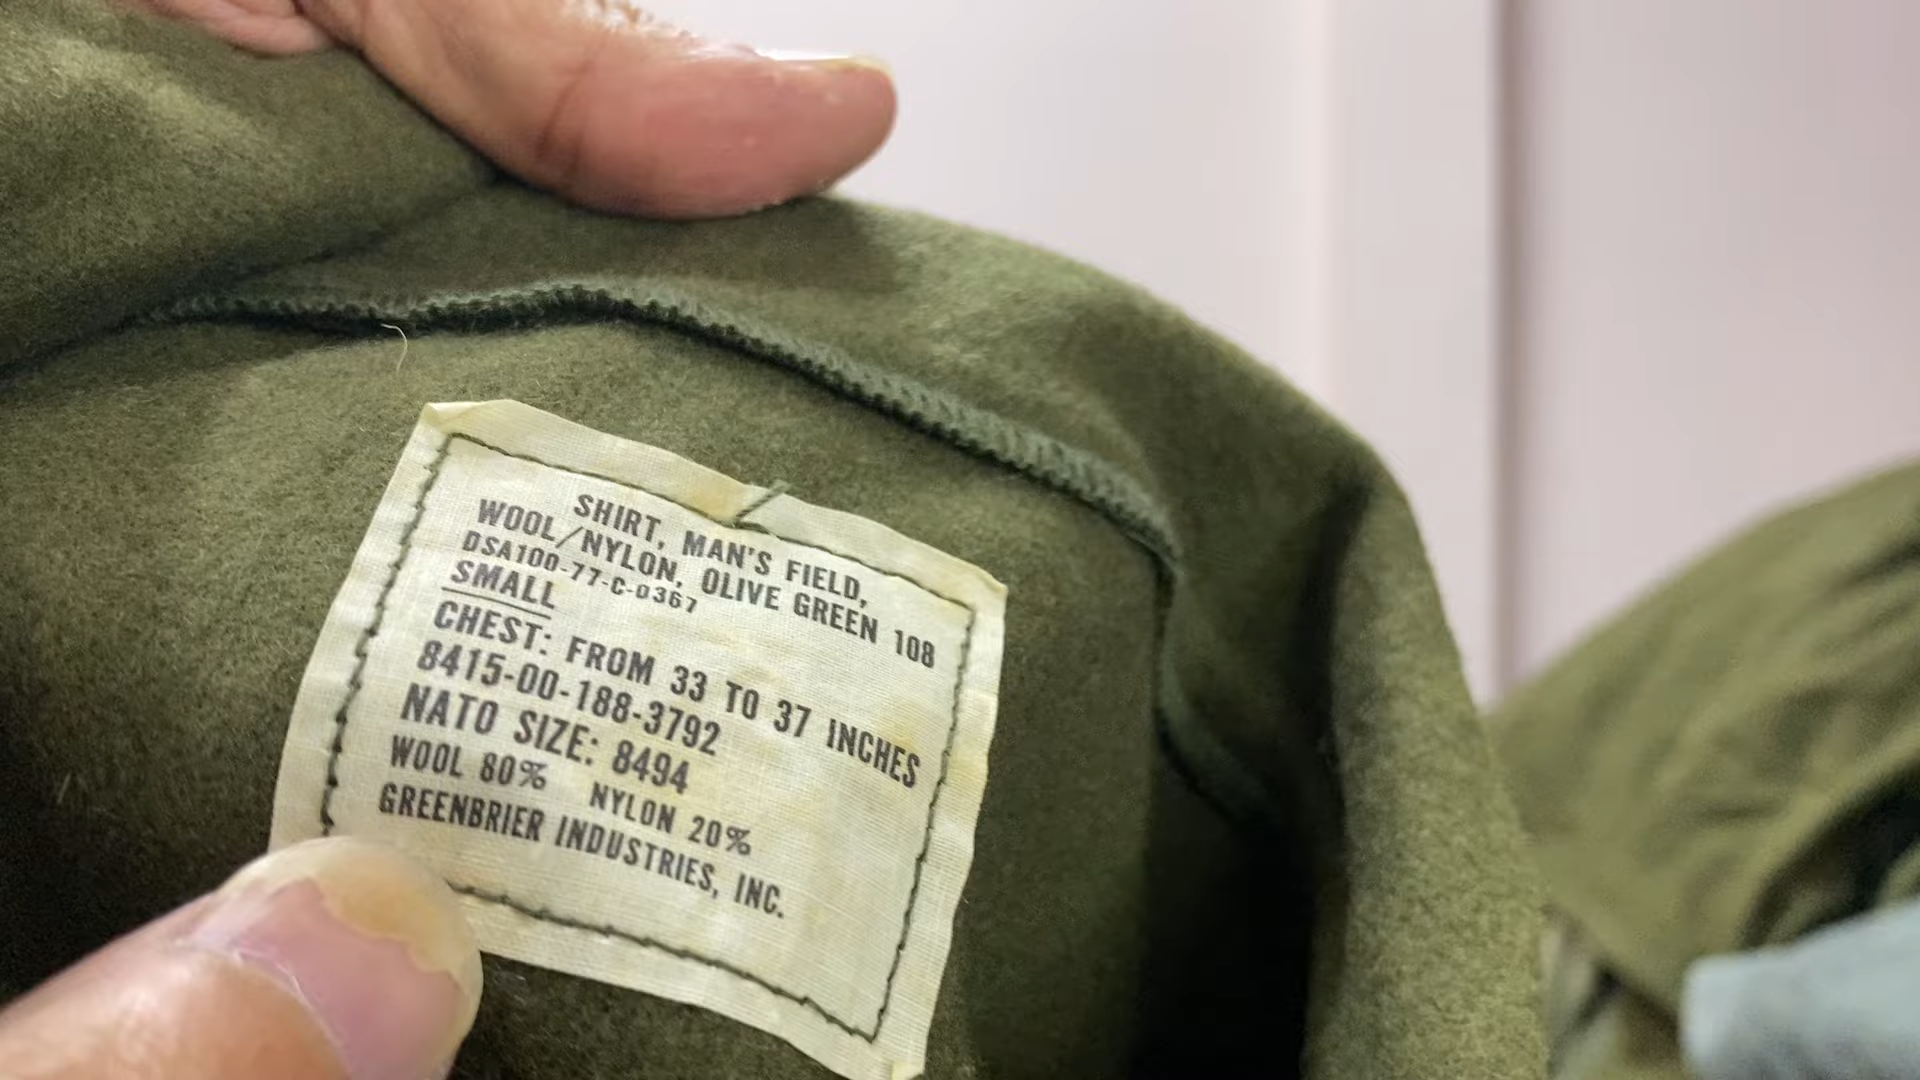 SHIRT, MAN'S FIELD,
WOOL/NYLON, OLIVE GREEN 108
DSA100-77-C-0367
SMALL
CHEST: FROM 33 TO 37 INCHES
8415-00-188-3792
NATO SIZE: 8494
WOOL 80% NYLON 20%
GREENBRIER INDUSTRIES, INC.